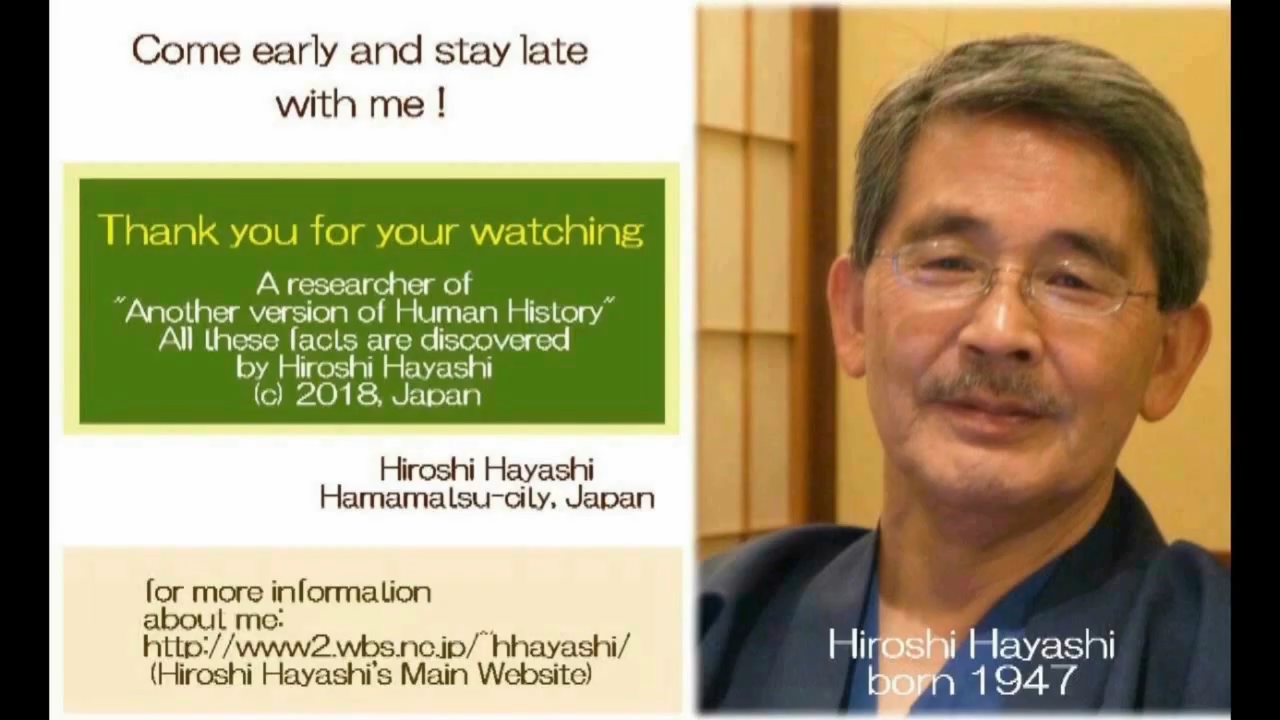 Come early and stay late
with me !
Thank you for your watching
A researcher of
"Another version of Human History"
All these facts are discovered
by Hiroshi Hayashi
(c) 2018, Japan
Hiroshi Hayashi
Hamamatsu-city, Japan
for more information
about me:
http://www2.wbs.ne.jp/~hhayashi/
(Hiroshi Hayashi's Main Website)
Hiroshi Hayashi
born 1947